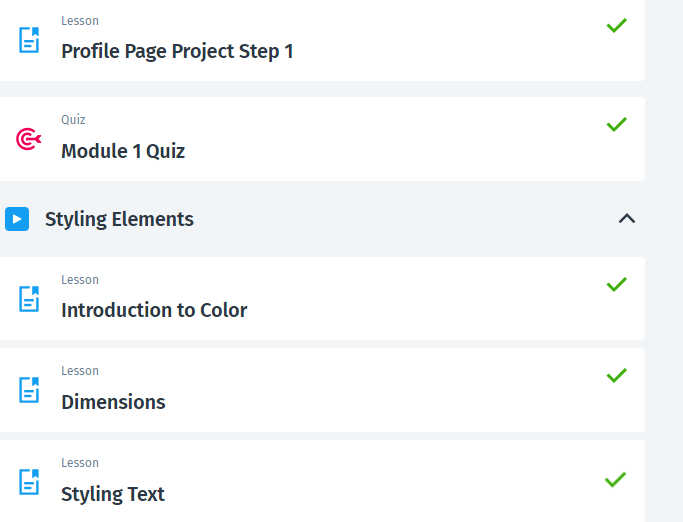 Lesson
Profile Page Project Step 1
Quiz
Module 1 Quiz
Styling Elements
Lesson
Introduction to Color
Lesson
Dimensions
Lesson
Styling Text